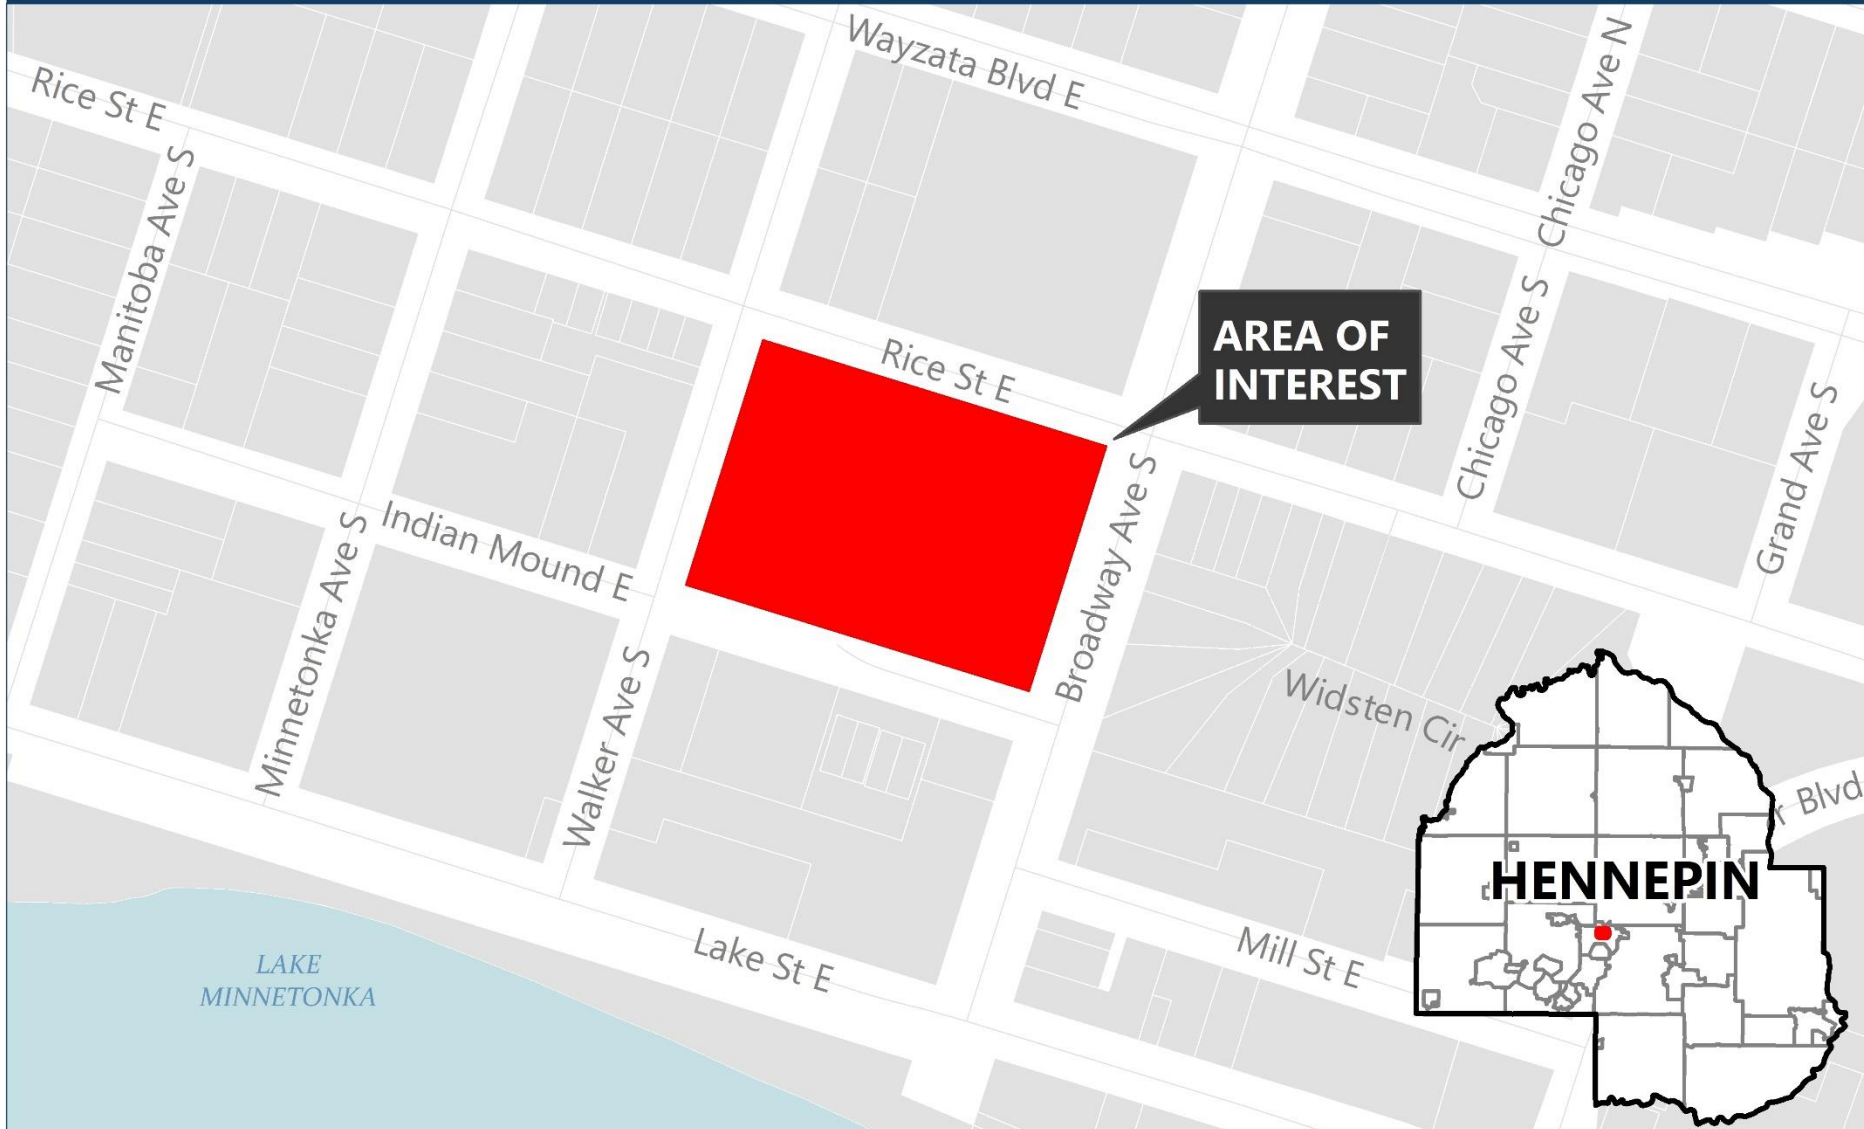 Wayzata Blvd E
Chicago Ave N
Rice St E
Manitoba Ave S
Chicago Ave S
AREA OF
INTEREST
Rice St E
Grand Ave S
Broadway Ave S
Indian Mound E
Minnetonka Ave S
Walker Ave S
Widsten Cir
r Blvd
HENNEPIN
Lake St E
Mill St E
LAKE
MINNETONKA